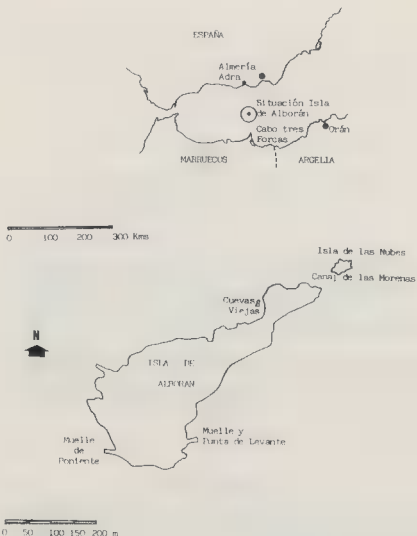 ESPAÑA
Almería
Adra
Situación Isla
de Alborán
Cabo tres
Forcas
Orán
MARRUECOS
ARGELIA
0 100 200 300 Kms
Isla de las Nubes
Canal de las Morenas
Cuevas
Viejas
N
ISLA DE
ALBORAN
Muelle y
Punta de Levante
Muelle
de
Poniente
0 50 100 150 200 m